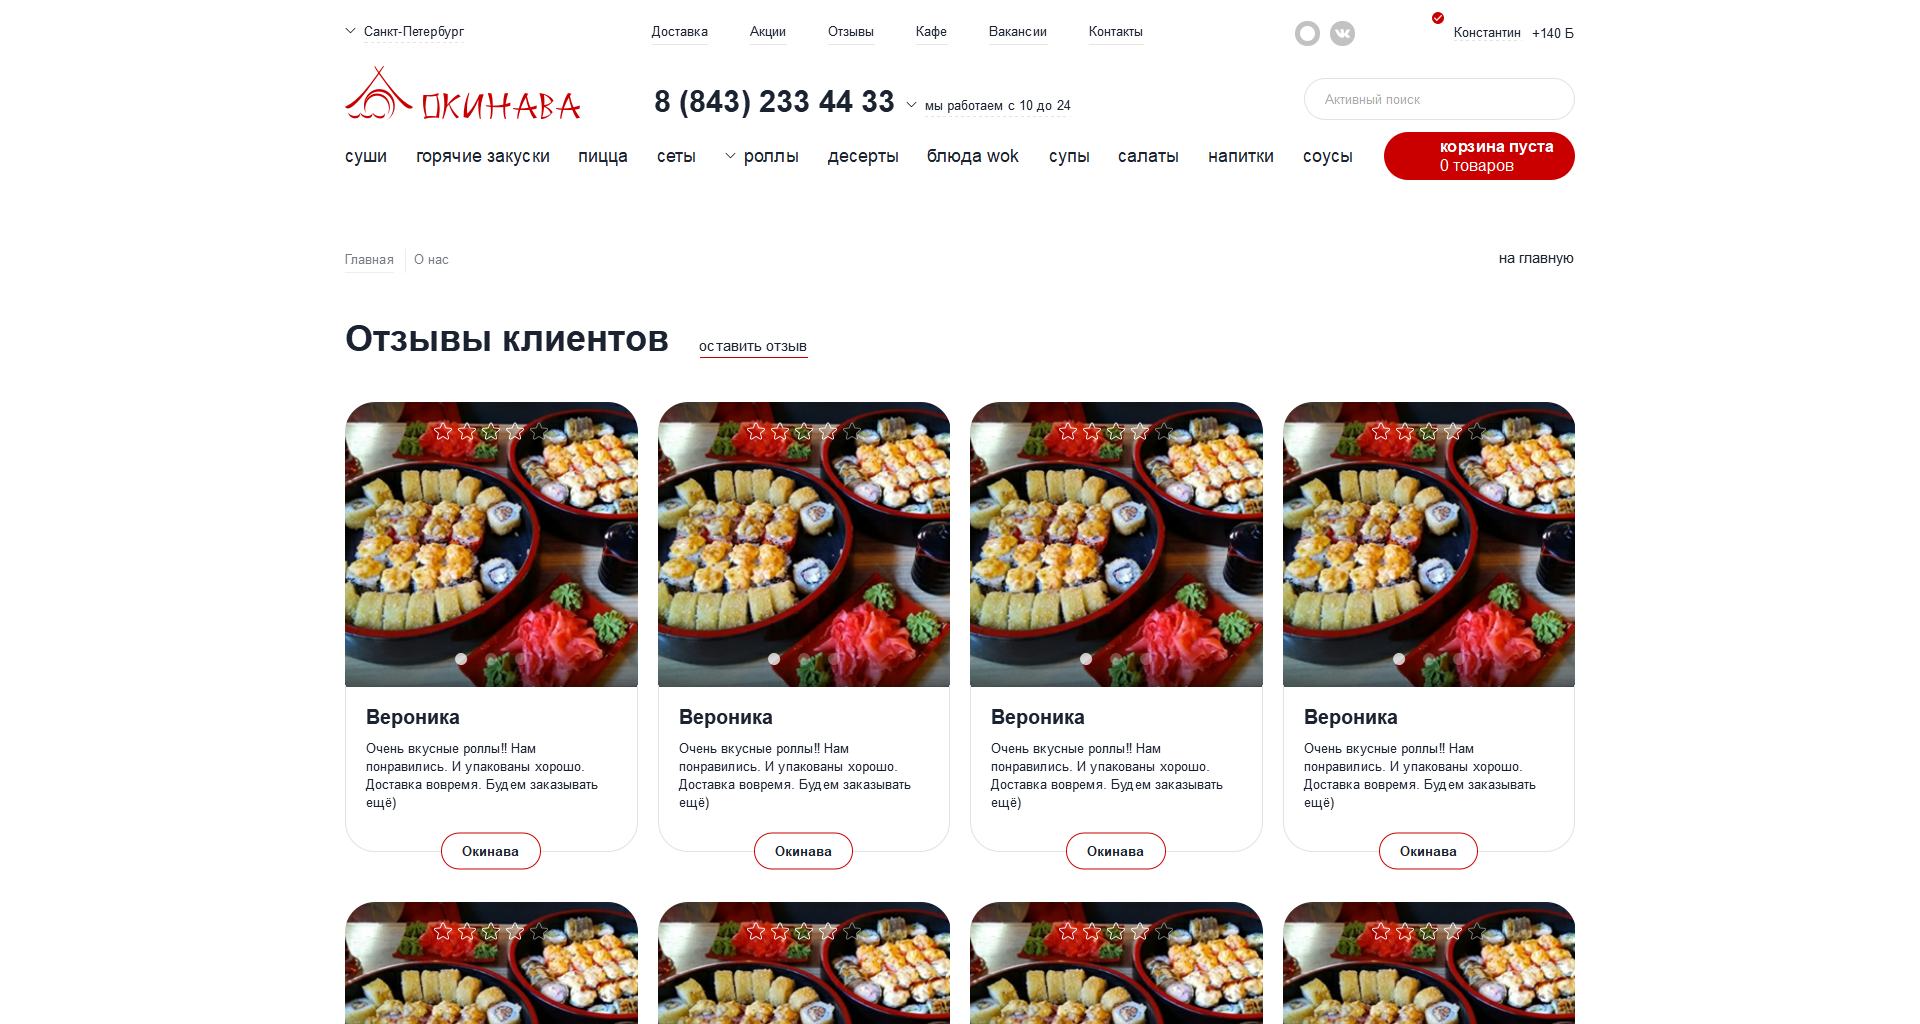 Санкт-Петербург
Доставка
Акции
Отзывы
Кафе
Вакансии
Контакты
Константин
+140 Б
ОКИНАВА
8 (843) 233 44 33
мы работаем с 10 до 24
Активный поиск
суши
горячие закуски
пицца
сеты
роллы
десерты
блюда wok
супы
салаты
напитки
соусы
корзина пуста
0 товаров
Главная
О нас
на главную
Отзывы клиентов
оставить отзыв
Вероника
Очень вкусные роллы!! Нам
понравились. И упакованы хорошо.
Доставка вовремя. Будем заказывать
ещё)
Окинава
Вероника
Очень вкусные роллы!! Нам
понравились. И упакованы хорошо.
Доставка вовремя. Будем заказывать
ещё)
Окинава
Вероника
Очень вкусные роллы!! Нам
понравились. И упакованы хорошо.
Доставка вовремя. Будем заказывать
ещё)
Окинава
Вероника
Очень вкусные роллы!! Нам
понравились. И упакованы хорошо.
Доставка вовремя. Будем заказывать
ещё)
Окинава